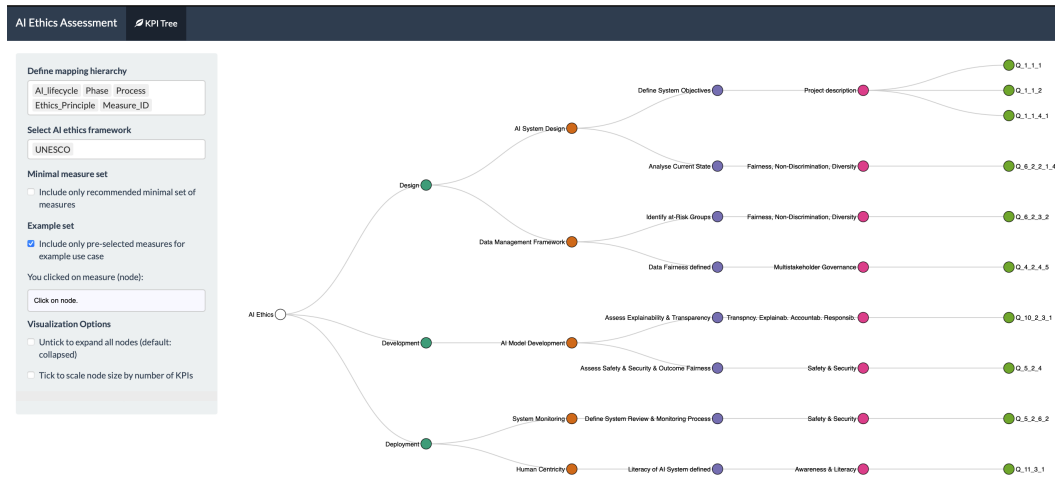 AI Ethics Assessment
KPI Tree
Define mapping hierarchy
AI_lifecycle Phase Process
Ethics_Principle Measure_ID
Select AI ethics framework
UNESCO
Minimal measure set
Include only recommended minimal set of
measures
Example set
Include only pre-selected measures for
example use case
You clicked on measure (node):
Click on node.
Visualization Options
Untick to expand all nodes (default:
collapsed)
Tick to scale node size by number of KPIs
AI Ethics
Design
Development
Deployment
AI System Design
Data Management Framework
AI Model Development
System Monitoring
Human Centricity
Define System Objectives
Analyse Current State
Identify at-Risk Groups
Data Fairness defined
Assess Explainability & Transparency
Assess Safety & Security & Outcome Fairness
Define System Review & Monitoring Process
Literacy of AI System defined
Project description
Fairness, Non-Discrimination, Diversity
Fairness, Non-Discrimination, Diversity
Multistakeholder Governance
Transpncy. Explainab. Accountab. Responsib.
Safety & Security
Safety & Security
Awareness & Literacy
Q_1_1_1
Q_1_1_2
Q_1_1_4_1
Q_6_2_2_1_4
Q_6_2_3_2
Q_4_2_4_5
Q_10_2_3_1
Q_5_2_4
Q_5_2_6_2
Q_11_3_1